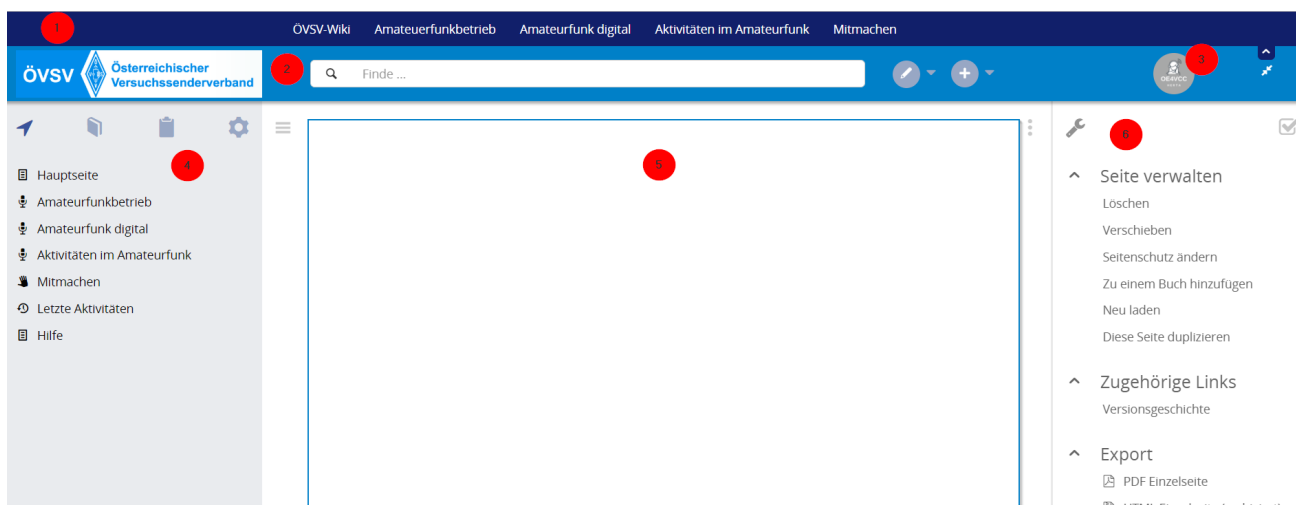 1
ÖVSV-Wiki Amateuerfunkbetrieb Amateurfunk digital Aktivitäten im Amateurfunk Mitmachen
ÖVSV Österreichischer
Versuchssenderverband
2
Finde ...
OE4VCC
3
4
Hauptseite
Amateurfunkbetrieb
Amateurfunk digital
Aktivitäten im Amateurfunk
Mitmachen
Letzte Aktivitäten
Hilfe
5
6
Seite verwalten
Löschen
Verschieben
Seitenschutz ändern
Zu einem Buch hinzufügen
Neu laden
Diese Seite duplizieren
Zugehörige Links
Versionsgeschichte
Export
PDF Einzelseite